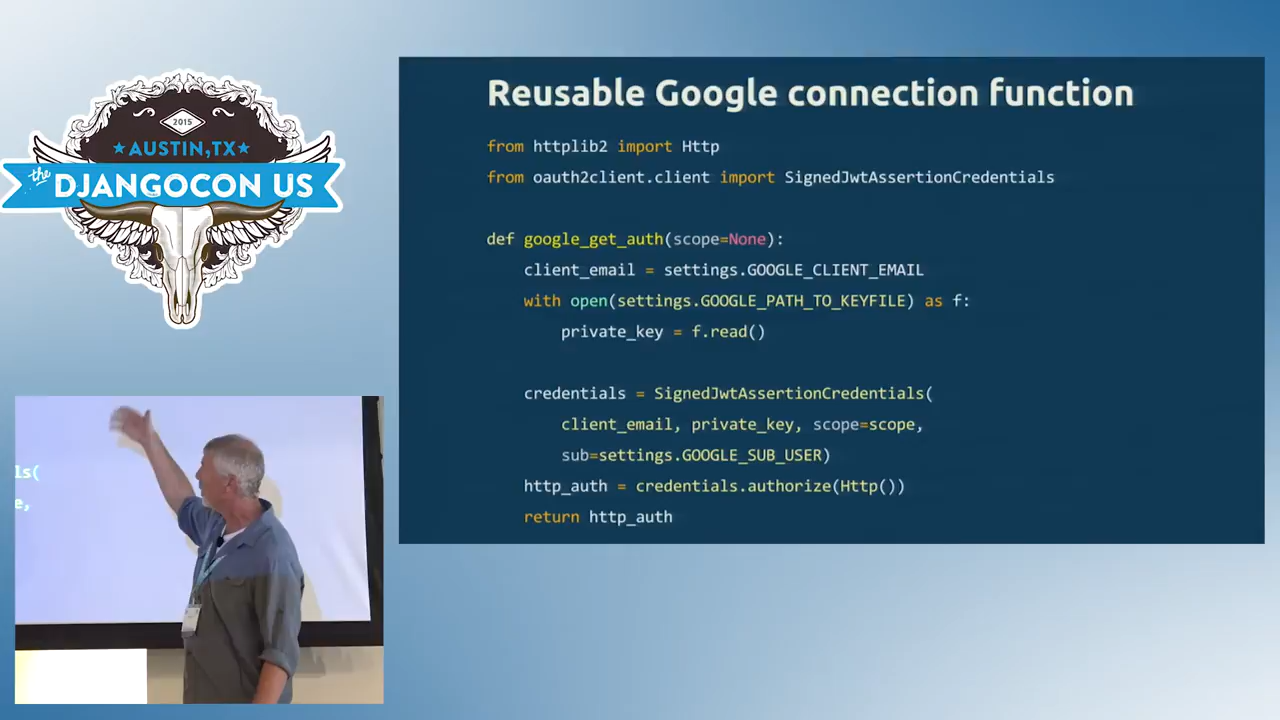 2015
AUSTIN,TX
the
DJANGOCON US
Reusable Google connection function
from httplib2 import Http
from oauth2client.client import SignedJwtAssertionCredentials
def google_get_auth(scope=None):
client_email = settings.GOOGLE_CLIENT_EMAIL
with open(settings.GOOGLE_PATH_TO_KEYFILE) as f:
private_key = f.read()
credentials = SignedJwtAssertionCredentials(
client_email, private_key, scope=scope,
sub=settings.GOOGLE_SUB_USER)
http_auth = credentials.authorize(Http())
return http_auth
ls(
e,